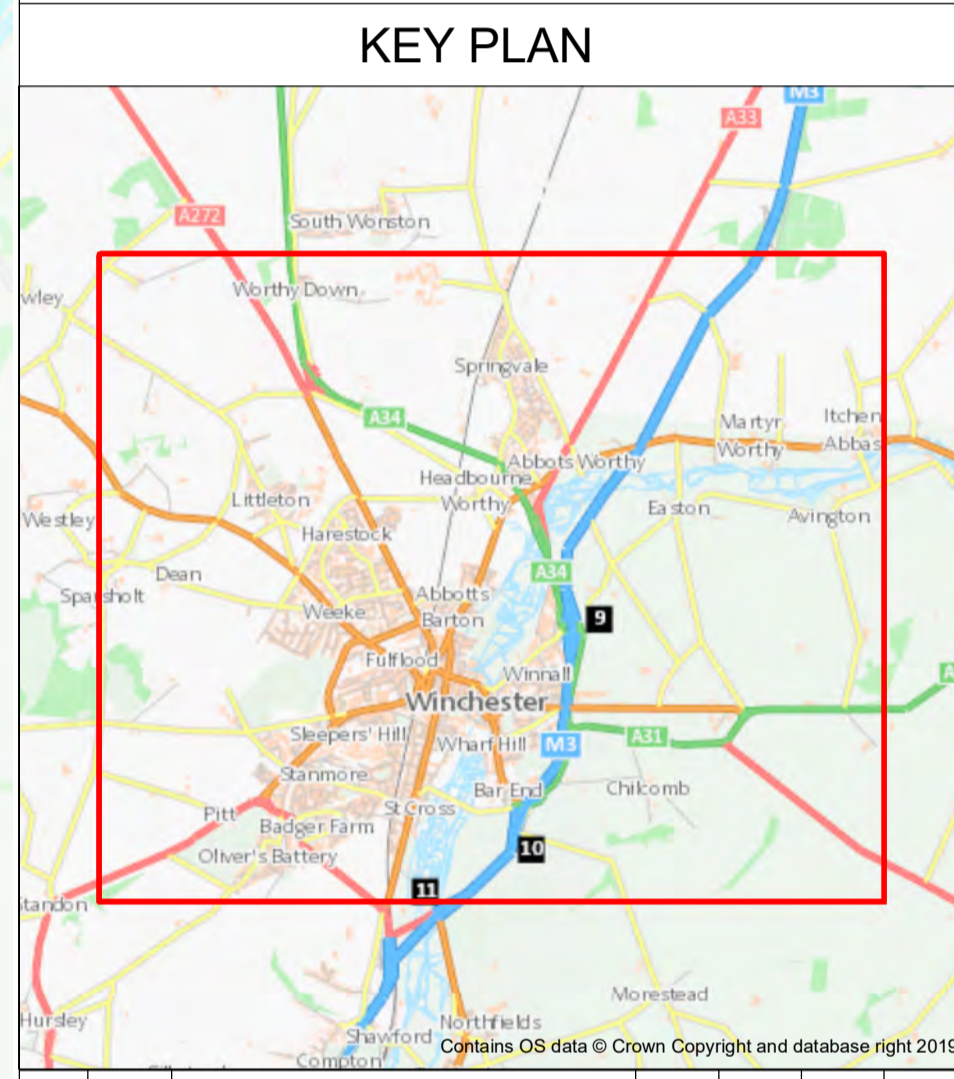 KEY PLAN
M3
A33
A272
South Wonston
wley
Worthy Down
Springvale
A34
Martyr
Worthy
Itchen
Abbas
Abbots Worthy
Headbourne
Worthy
Littleton
Easton
Avington
Westley
Harestock
A34
Dean
Sparsholt
Abbotts
Barton
Weeke
9
Fulflood
Winnall
A
Winchester
Sleepers' Hill
Wharf Hill
M3
A31
Stanmore
Bar End
Chilcomb
Pitt
St Cross
Badger Farm
10
Oliver's Battery
11
Standon
Morestead
Hursley
Northfields
Shawford
Contains OS data © Crown Copyright and database right 2019
Compton